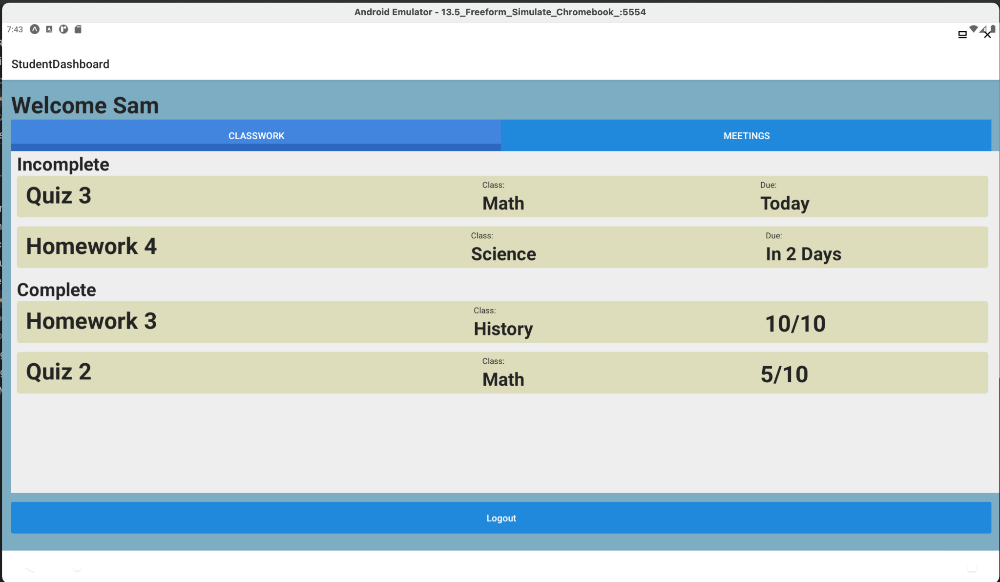 Android Emulator - 13.5_Freeform_Simulate_Chromebook_:5554
7:43
StudentDashboard
Welcome Sam
CLASSWORK MEETINGS
Incomplete
Quiz 3
Class:
Math
Due:
Today
Homework 4
Class:
Science
Due:
In 2 Days
Complete
Homework 3
Class:
History
10/10
Quiz 2
Class:
Math
5/10
Logout